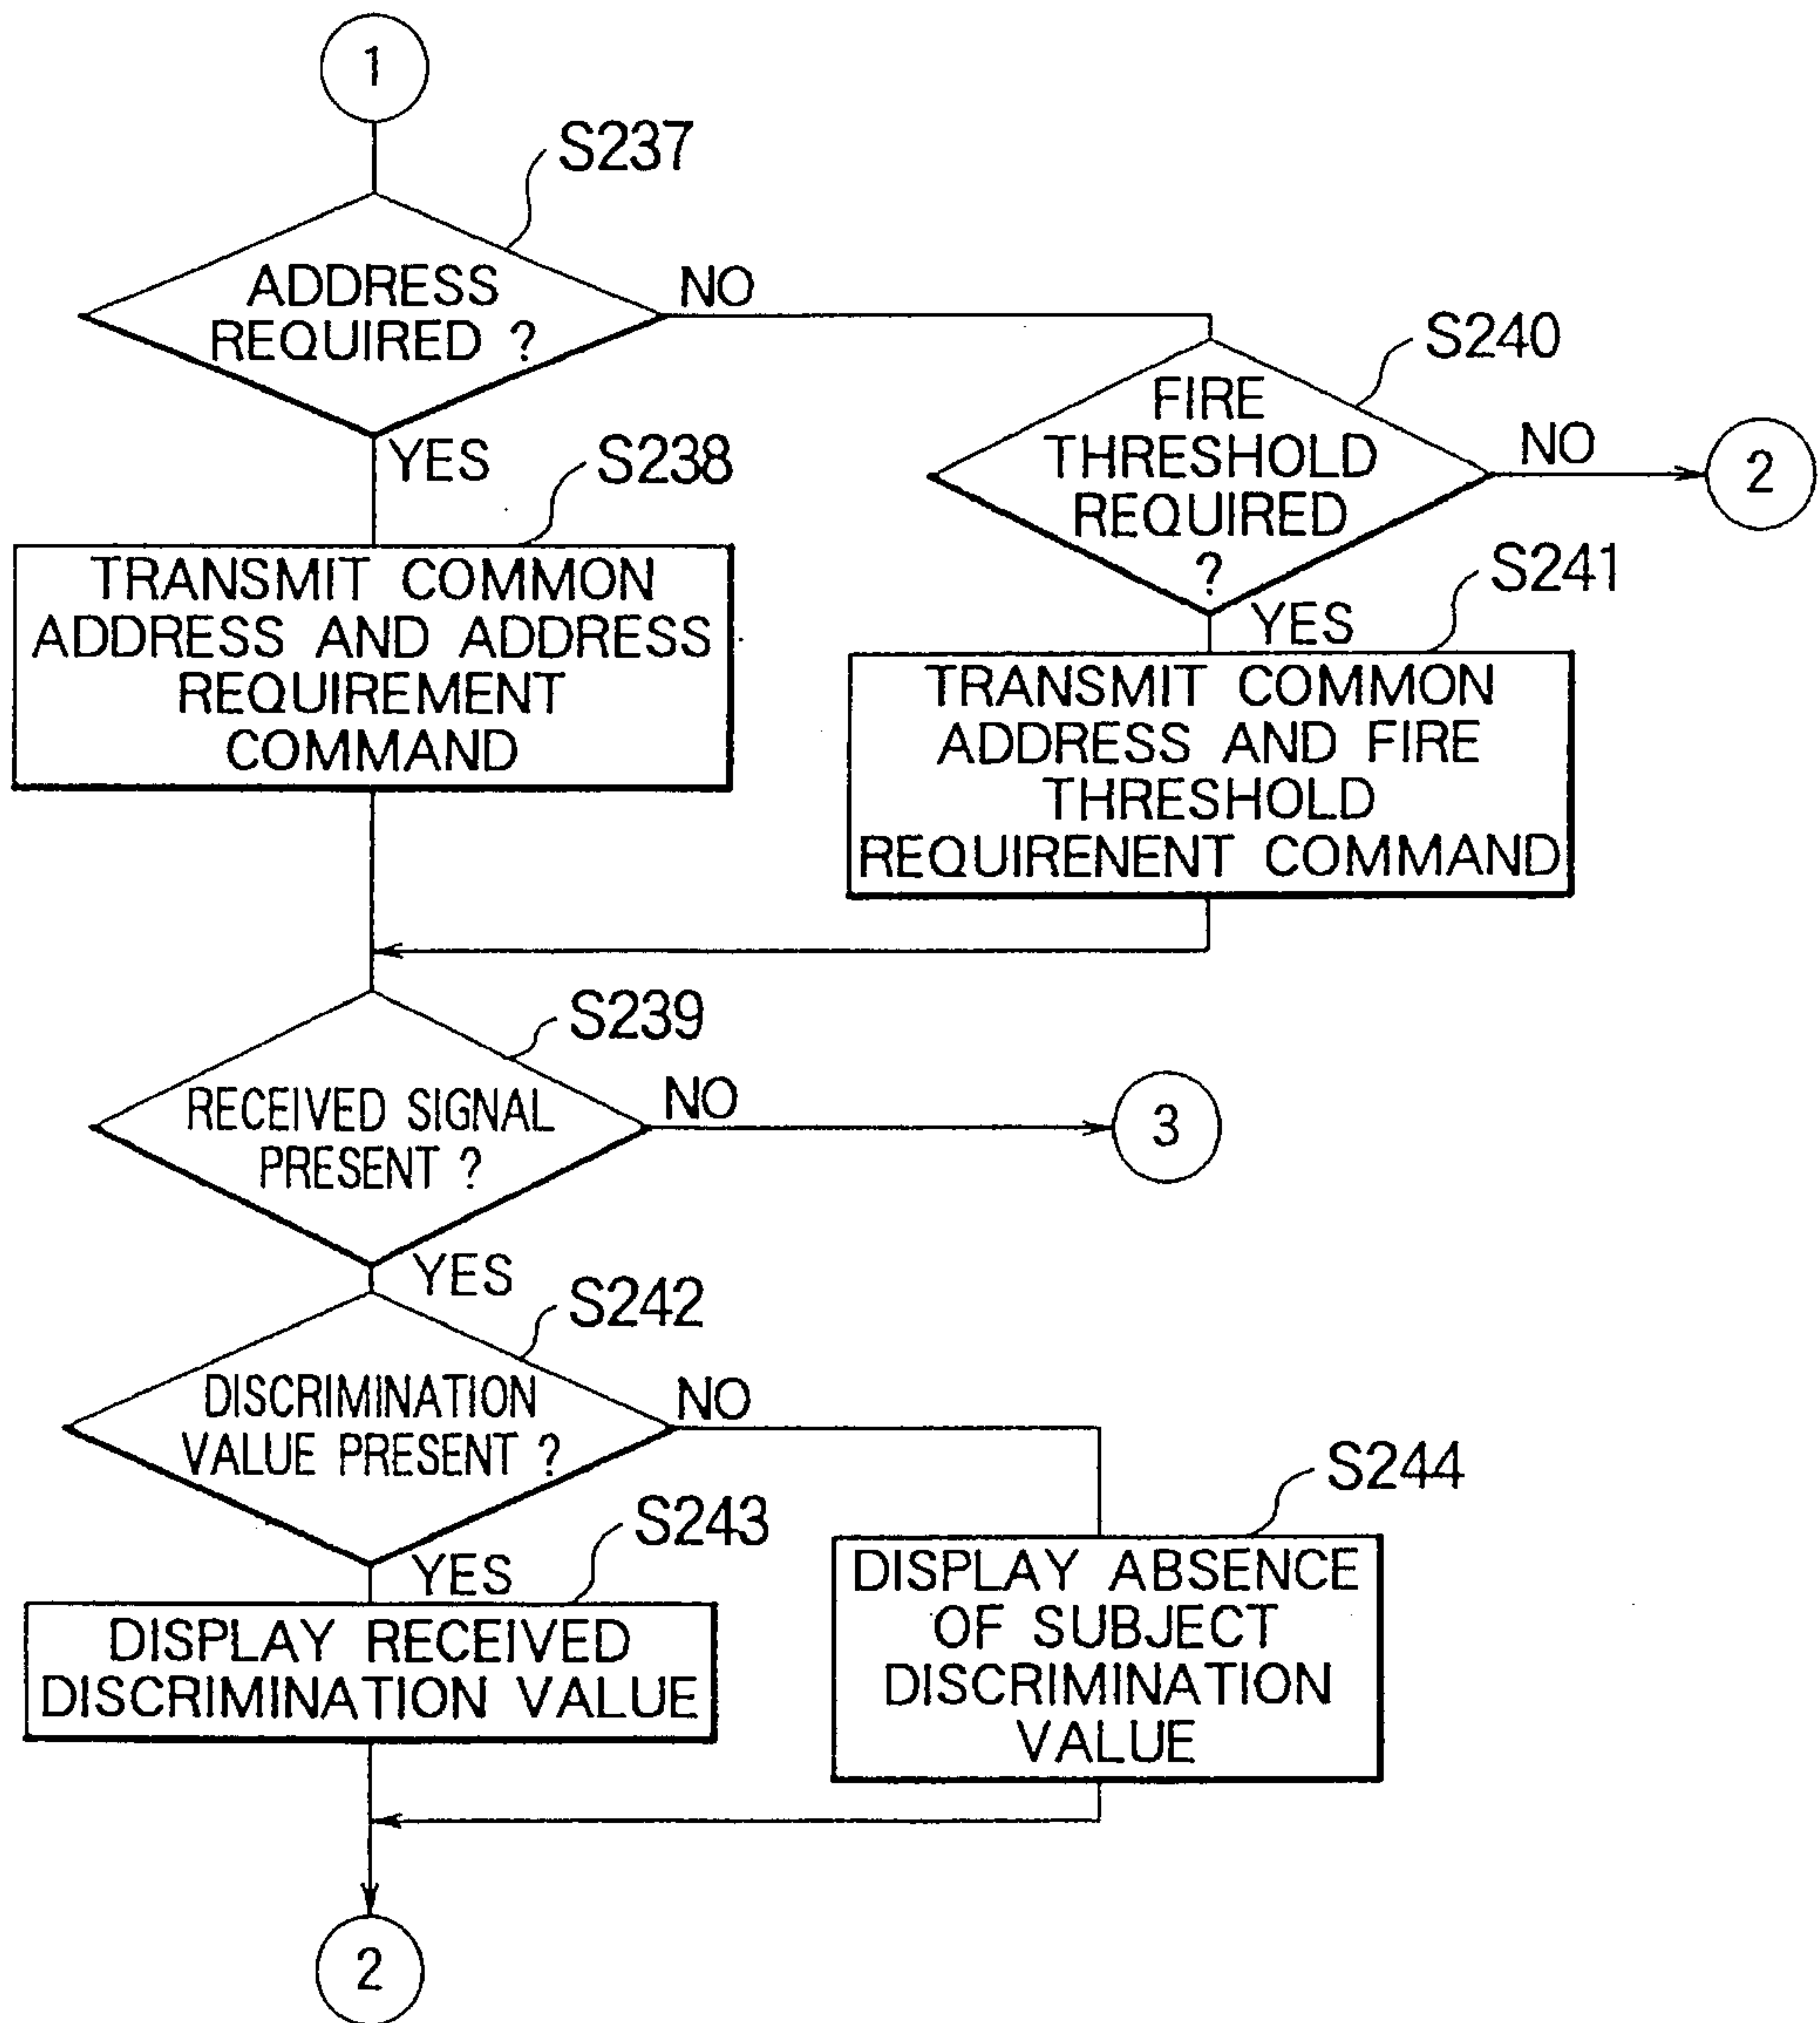 1
S237
ADDRESS
REQUIRED ?
NO
YES
S238
TRANSMIT COMMON
ADDRESS AND ADDRESS
REQUIREMENT
COMMAND
S240
FIRE
THRESHOLD
REQUIRED
?
NO
2
YES
S241
TRANSMIT COMMON
ADDRESS AND FIRE
THRESHOLD
REQUIRENENT COMMAND
S239
RECEIVED SIGNAL
PRESENT ?
NO
3
YES
S242
DISCRIMINATION
VALUE PRESENT ?
NO
YES
S243
DISPLAY RECEIVED
DISCRIMINATION VALUE
S244
DISPLAY ABSENCE
OF SUBJECT
DISCRIMINATION
VALUE
2